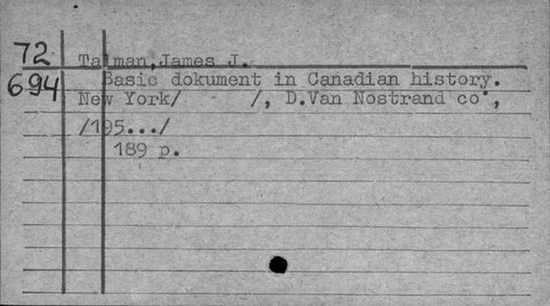 72
694
Talman, James J.
Basic dokument in Canadian history.
New York/ /, D.Van Nostrand co',
/195.../
189 p.